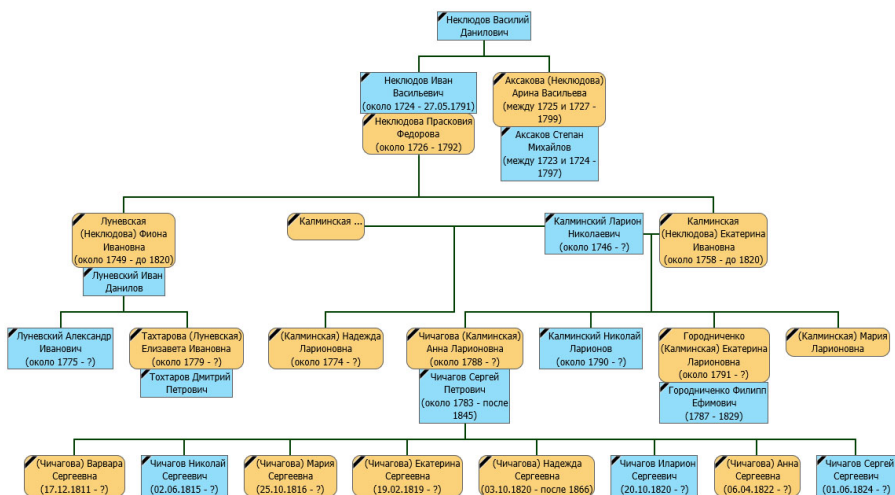 Неклюдов Василий
Данилович
Неклюдов Иван
Васильевич
(около 1724 - 27.05.1791)
Неклюдова Прасковия
Федорова
(около 1726 - 1792)
Аксакова (Неклюдова)
Арина Васильева
(между 1725 и 1727 -
1799)
Аксаков Степан
Михайлов
(между 1723 и 1724 -
1797)
Луневская
(Неклюдова) Фиона
Ивановна
(около 1749 - до 1820)
Луневский Иван
Данилов
Калминская ...
Калминский Ларион
Николаевич
(около 1746 - ?)
Калминская
(Неклюдова) Екатерина
Ивановна
(около 1758 - до 1820)
Луневский Александр
Иванович
(около 1775 - ?)
Тахтарова (Луневская)
Елизавета Ивановна
(около 1779 - ?)
Тохтаров Дмитрий
Петрович
(Калминская) Надежда
Ларионовна
(около 1774 - ?)
Чичагова (Калминская)
Анна Ларионовна
(около 1788 - ?)
Чичагов Сергей
Петрович
(около 1783 - после
1845)
Калминский Николай
Ларионов
(около 1790 - ?)
Городниченко
(Калминская) Екатерина
Ларионовна
(около 1791 - ?)
Городниченко Филипп
Ефимович
(1787 - 1829)
(Калминская) Мария
Ларионовна
(Чичагова) Варвара
Сергеевна
(17.12.1811 - ?)
Чичагов Николай
Сергеевич
(02.06.1815 - ?)
(Чичагова) Мария
Сергеевна
(25.10.1816 - ?)
(Чичагова) Екатерина
Сергеевна
(19.02.1819 - ?)
(Чичагова) Надежда
Сергеевна
(03.10.1820 - после 1866)
Чичагов Иларион
Сергеевич
(20.10.1820 - ?)
(Чичагова) Анна
Сергеевна
(06.04.1822 - ?)
Чичагов Сергей
Сергеевич
(01.06.1824 - ?)